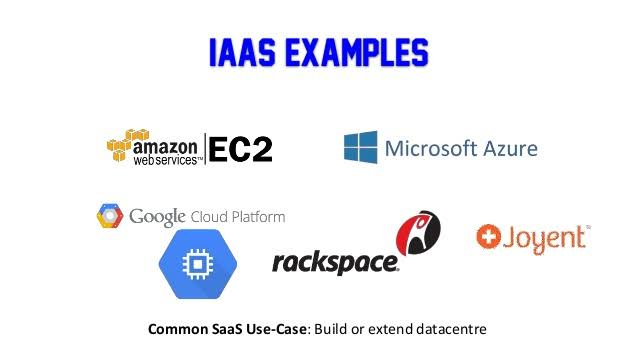 IAAS EXAMPLES
amazon webservices™ EC2
Microsoft Azure
Google Cloud Platform
rackspace®
Joyent™
Common SaaS Use-Case: Build or extend datacentre